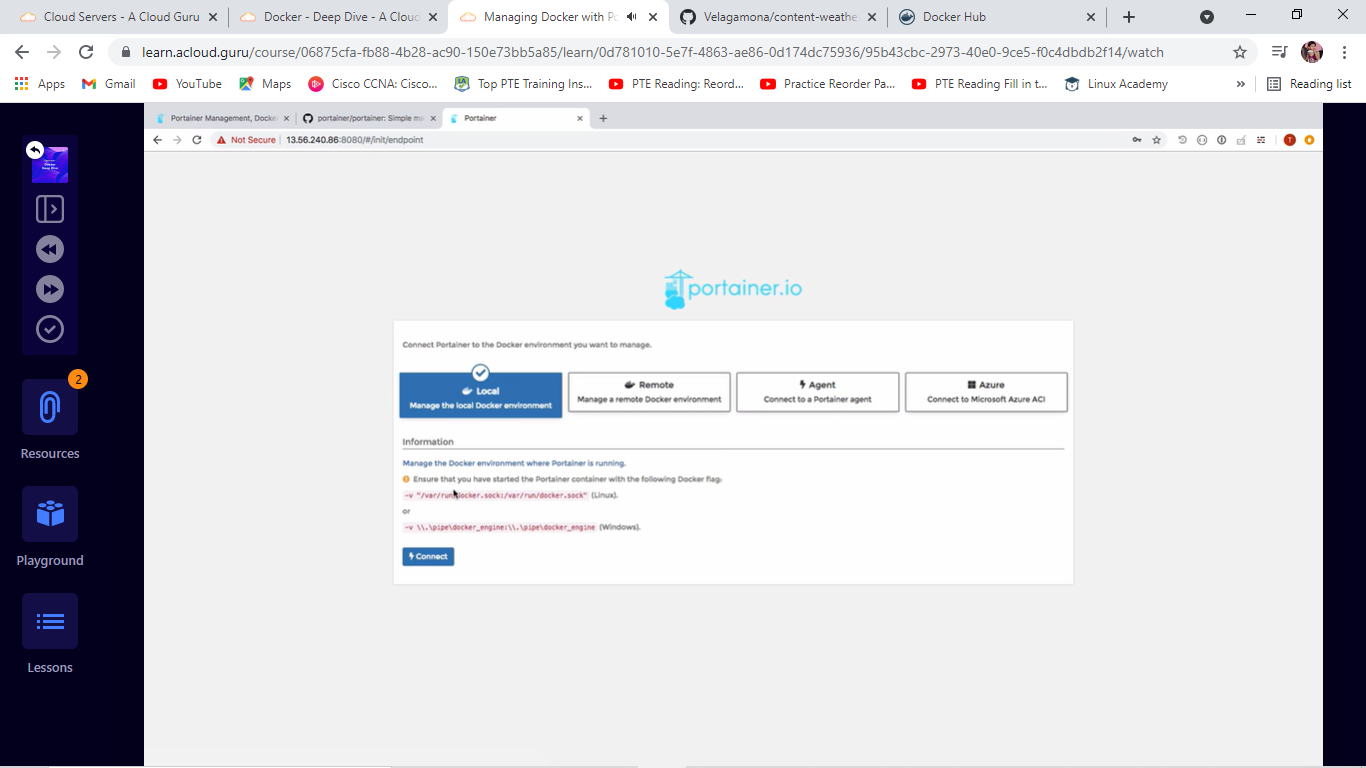 Cloud Servers - A Cloud Guru
Docker - Deep Dive - A Cloud
Managing Docker with Po
Velagamona/content-weathe
Docker Hub
learn.acloud.guru/course/06875cfa-fb88-4b28-ac90-150e73bb5a85/learn/0d781010-5e7f-4863-ae86-0d174dc75936/95b43cbc-2973-40e0-9ce5-f0c4dbdb2f14/watch
Apps
Gmail
YouTube
Maps
Cisco CCNA: Cisco...
Top PTE Training Ins...
PTE Reading: Reord...
Practice Reorder Pa...
PTE Reading Fill in t...
Linux Academy
»
Reading list
Portainer Management, Docke
portainer/portainer: Simple ma
Portainer
Not Secure
13.56.240.86:8080/#/init/endpoint
T
Docker
Deep Dive
2
Resources
Playground
Lessons
portainer.io
Connect Portainer to the Docker environment you want to manage.
Local
Manage the local Docker environment
Remote
Manage a remote Docker environment
Agent
Connect to a Portainer agent
Azure
Connect to Microsoft Azure ACI
Information
Manage the Docker environment where Portainer is running.
Ensure that you have started the Portainer container with the following Docker flag:
-v "/var/run/docker.sock:/var/run/docker.sock" (Linux).
or
-v \\.\pipe\docker_engine:\\.\pipe\docker_engine (Windows).
Connect